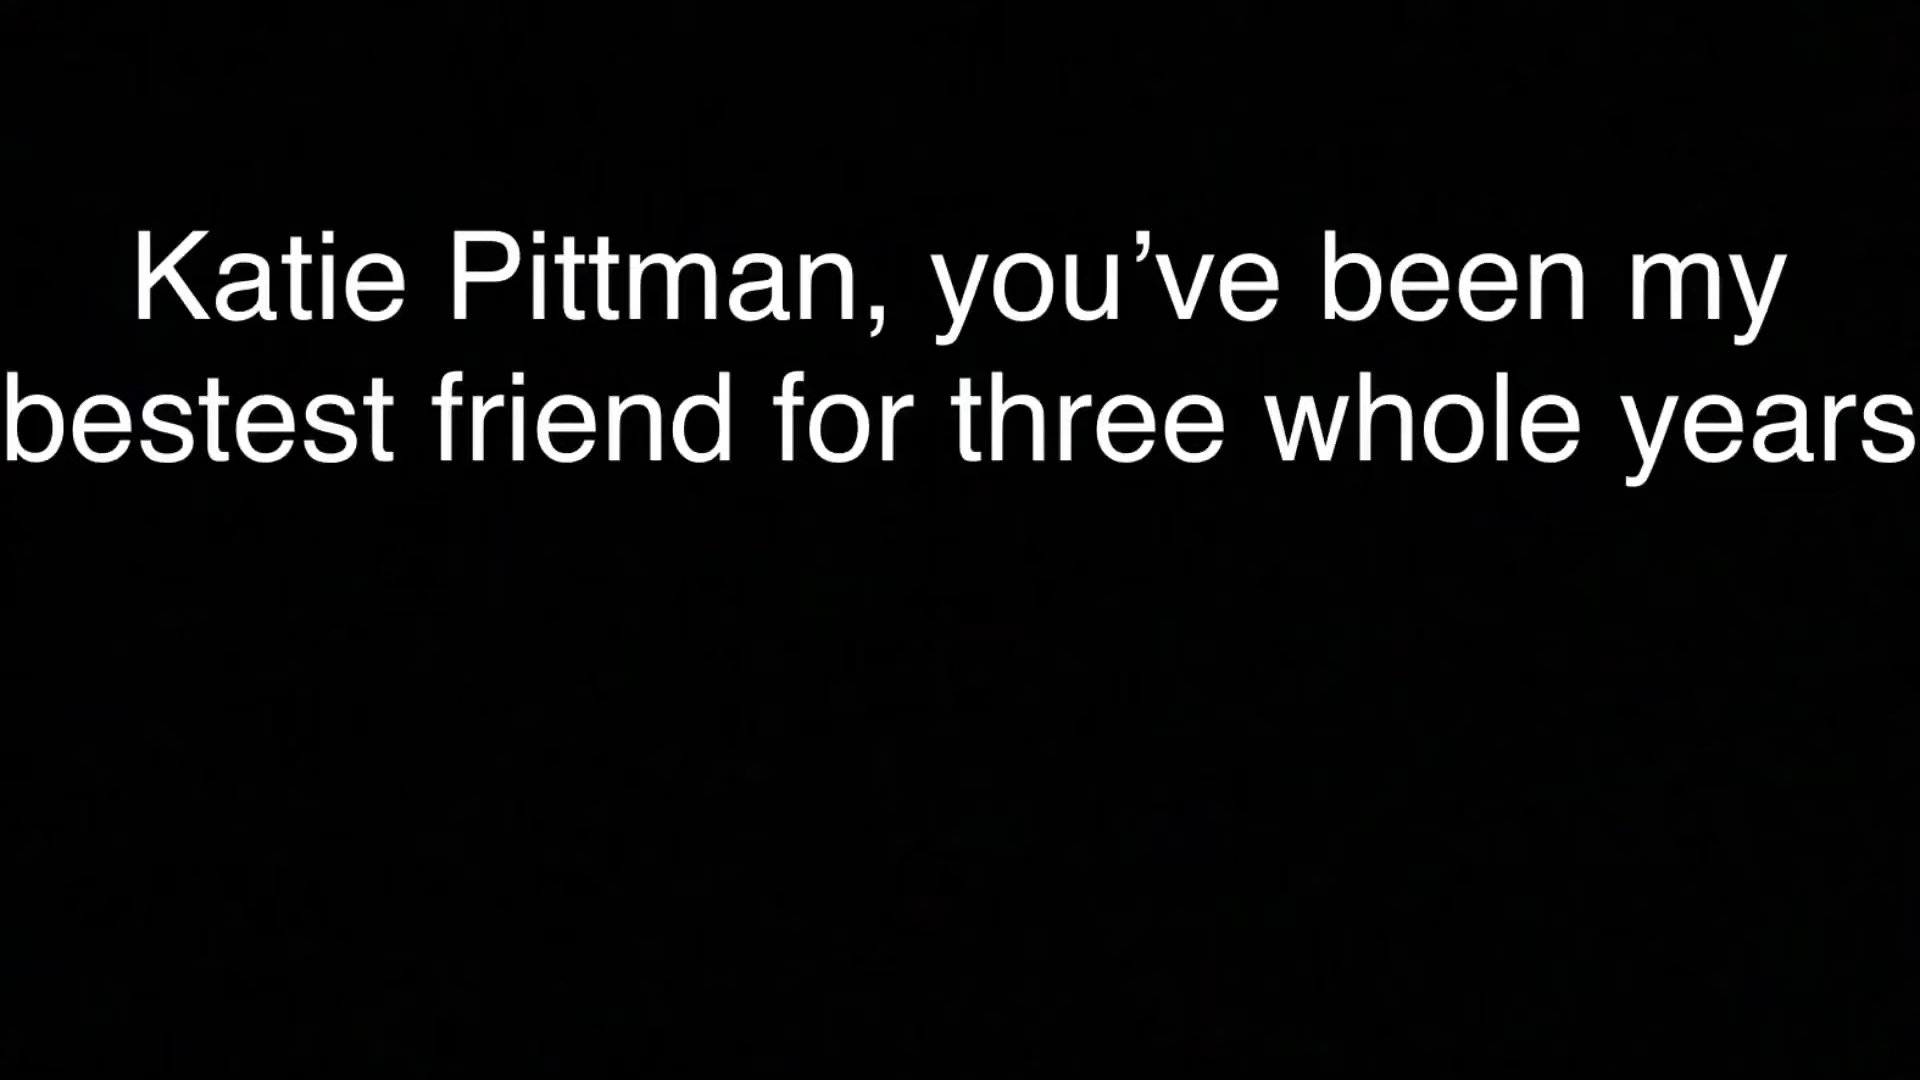 Katie Pittman, you’ve been my
bestest friend for three whole years